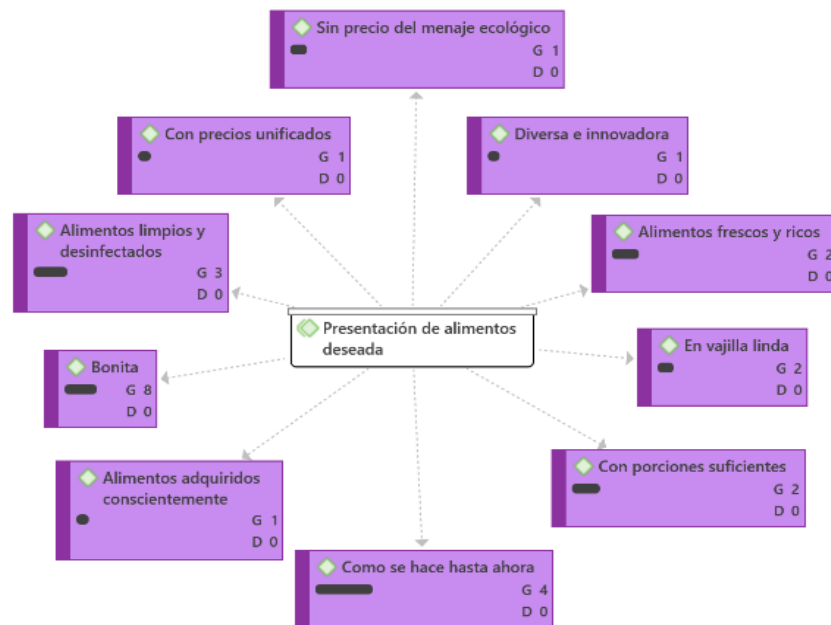 Sin precio del menaje ecológico
G 1
D 0
Con precios unificados
G 1
D 0
Diversa e innovadora
G 1
D 0
Alimentos limpios y
desinfectados
G 3
D 0
Alimentos frescos y ricos
G 2
D 0
Presentación de alimentos
deseada
Bonita
G 8
D 0
En vajilla linda
G 2
D 0
Alimentos adquiridos
conscientemente
G 1
D 0
Con porciones suficientes
G 2
D 0
Como se hace hasta ahora
G 4
D 0